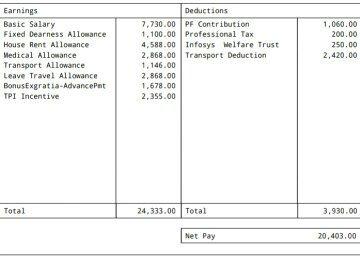 Earnings Deductions
Basic Salary 7,730.00 PF Contribution 1,060.00
Fixed Dearness Allowance 1,100.00 Professional Tax 200.00
House Rent Allowance 4,588.00 Infosys Welfare Trust 250.00
Medical Allowance 2,868.00 Transport Deduction 2,420.00
Transport Allowance 1,146.00
Leave Travel Allowance 2,868.00
BonusExgratia-AdvancePmt 1,678.00
TPI Incentive 2,355.00
Total 24,333.00 Total 3,930.00
Net Pay 20,403.00